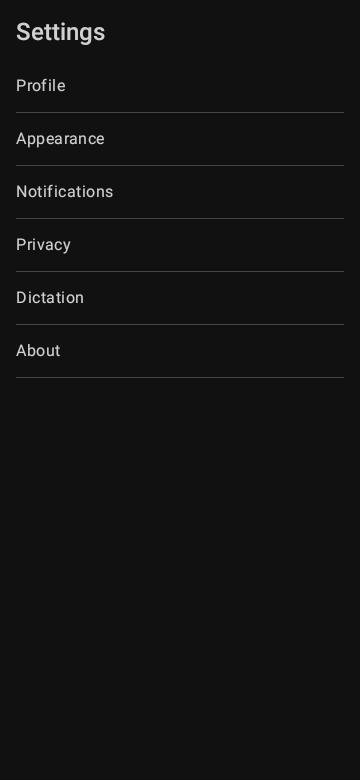 Settings
Profile
Appearance
Notifications
Privacy
Dictation
About